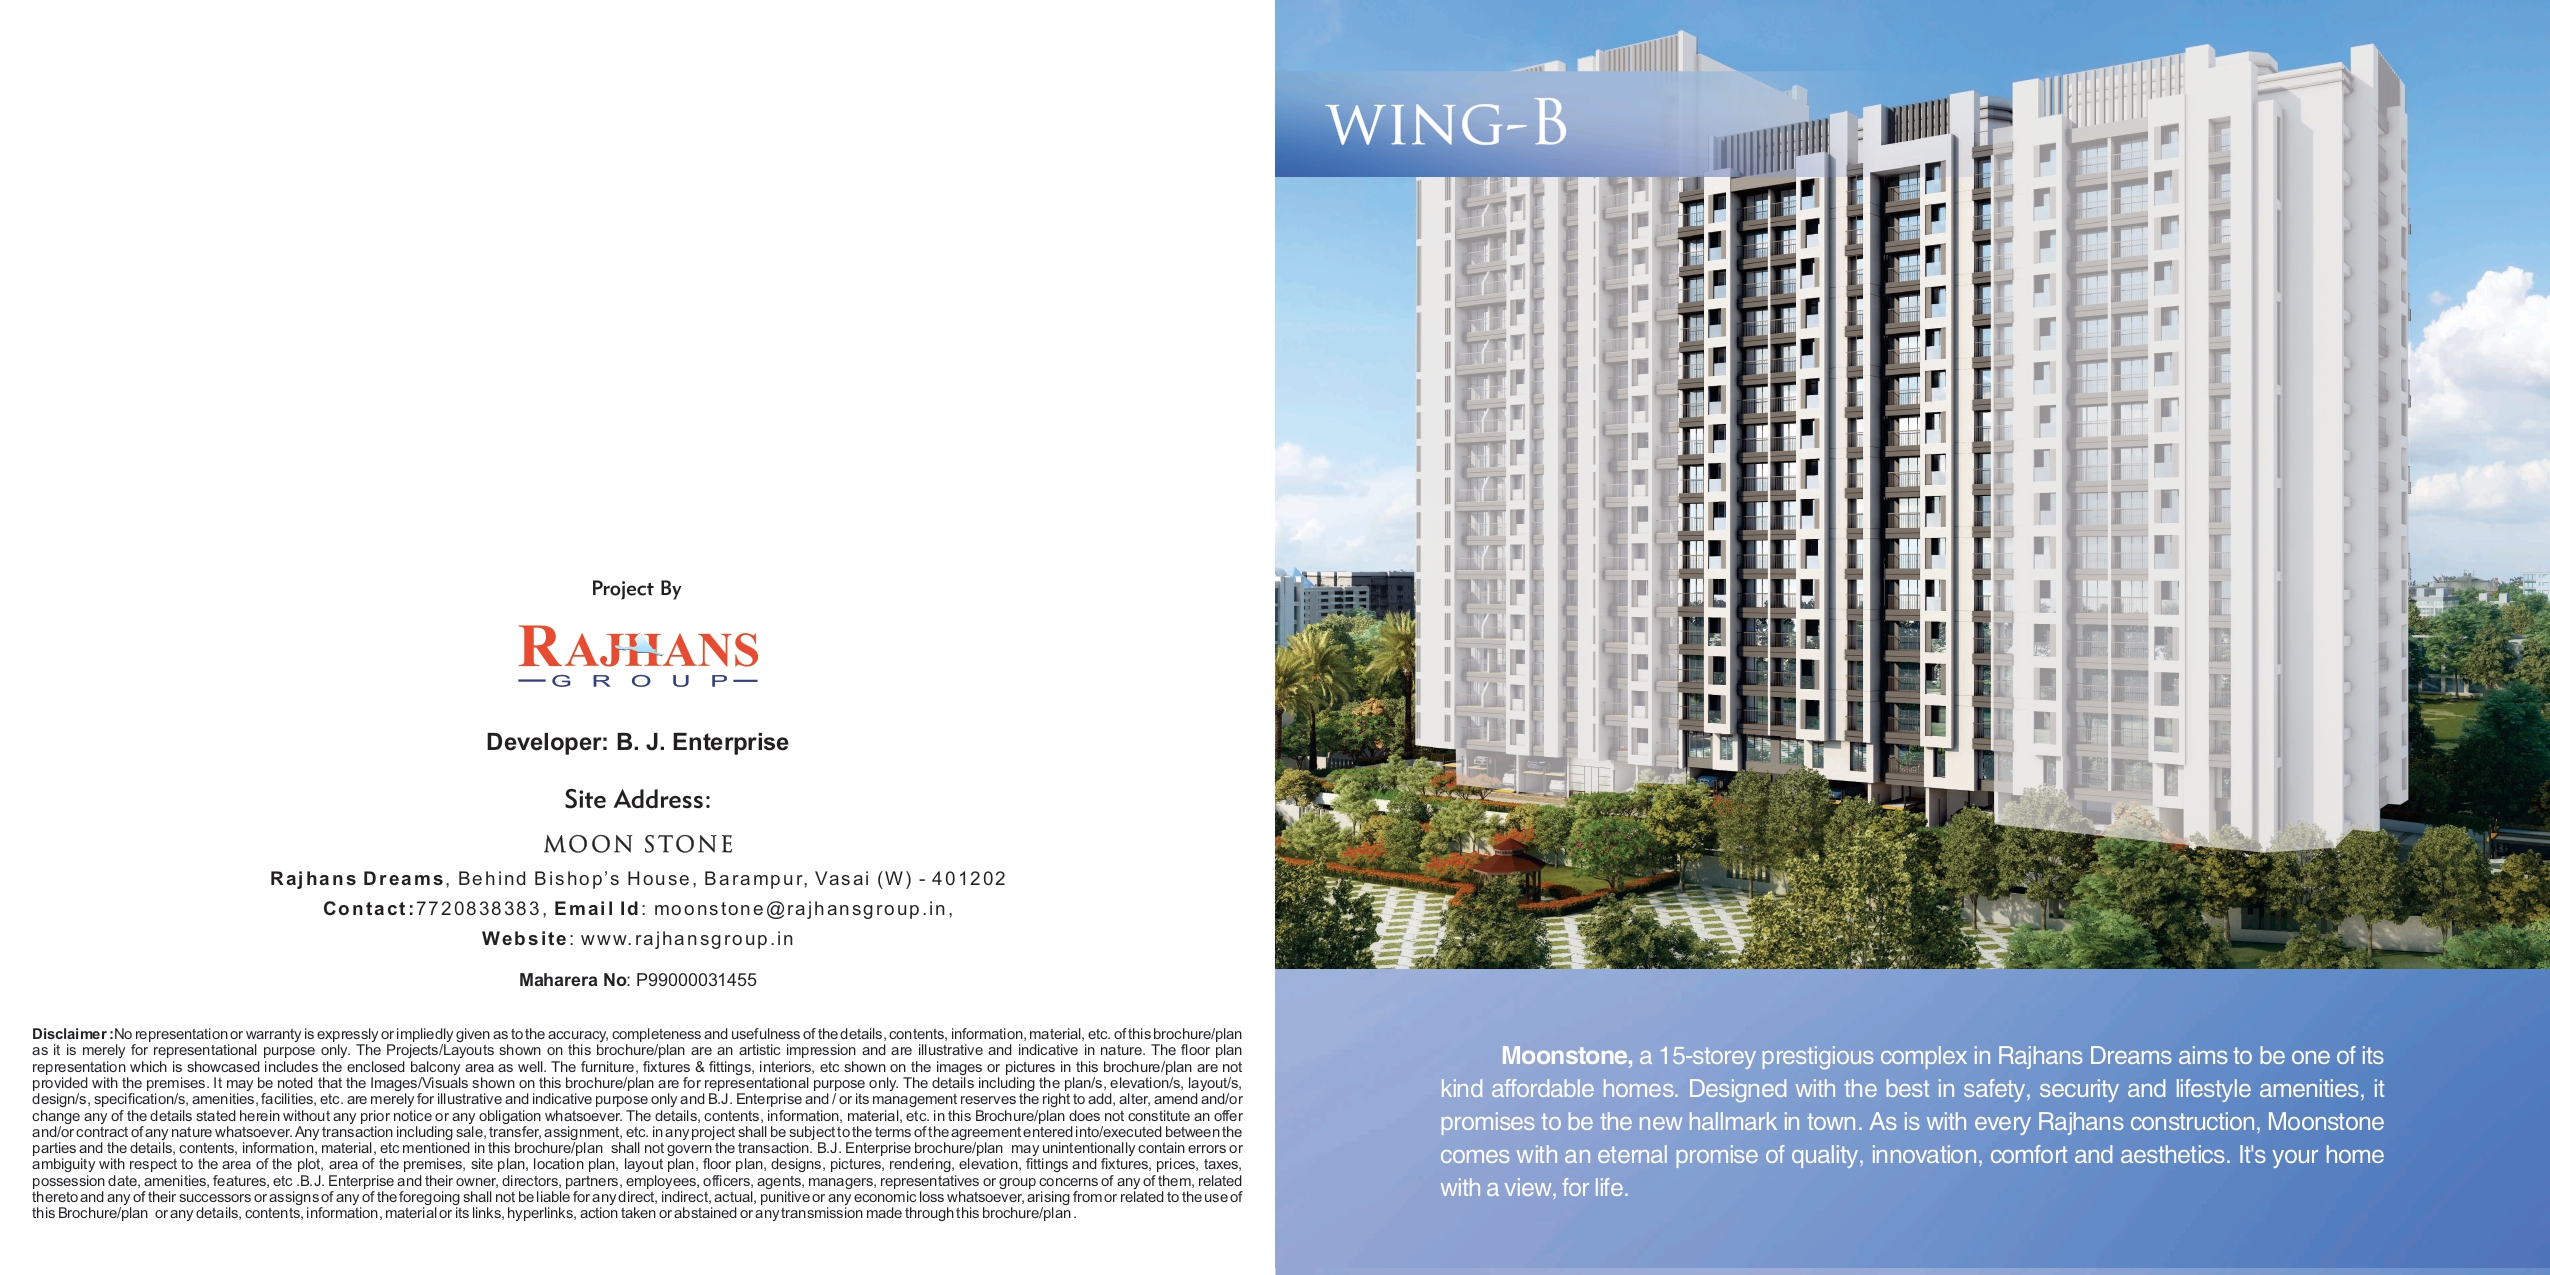 Project By
RAJHANS
GROUP
Developer: B. J. Enterprise
Site Address:
MOON STONE
Rajhans Dreams, Behind Bishop’s House, Barampur, Vasai (W) - 401202
Contact:7720838383, Email Id: moonstone@rajhansgroup.in,
Website: www.rajhansgroup.in
Maharera No: P99000031455
Disclaimer :No representation or warranty is expressly or impliedly given as to the accuracy, completeness and usefulness of the details, contents, information, material, etc. of this brochure/plan
as it is merely for representational purpose only. The Projects/Layouts shown on this brochure/plan are an artistic impression and are illustrative and indicative in nature. The floor plan
representation which is showcased includes the enclosed balcony area as well. The furniture, fixtures & fittings, interiors, etc shown on the images or pictures in this brochure/plan are not
provided with the premises. It may be noted that the Images/Visuals shown on this brochure/plan are for representational purpose only. The details including the plan/s, elevation/s, layout/s,
design/s, specification/s, amenities, facilities, etc. are merely for illustrative and indicative purpose only and B.J. Enterprise and / or its management reserves the right to add, alter, amend and/or
change any of the details stated herein without any prior notice or any obligation whatsoever. The details, contents, information, material, etc. in this Brochure/plan does not constitute an offer
and/or contract of any nature whatsoever. Any transaction including sale, transfer, assignment, etc. in any project shall be subject to the terms of the agreement entered into/executed between the
parties and the details, contents, information, material, etc mentioned in this brochure/plan shall not govern the transaction. B.J. Enterprise brochure/plan may unintentionally contain errors or
ambiguity with respect to the area of the plot, area of the premises, site plan, location plan, layout plan, floor plan, designs, pictures, rendering, elevation, fittings and fixtures, prices, taxes,
possession date, amenities, features, etc .B.J. Enterprise and their owner, directors, partners, employees, officers, agents, managers, representatives or group concerns of any of them, related
thereto and any of their successors or assigns of any of the foregoing shall not be liable for any direct, indirect, actual, punitive or any economic loss whatsoever, arising from or related to the use of
this Brochure/plan or any details, contents, information, material or its links, hyperlinks, action taken or abstained or any transmission made through this brochure/plan .
WING-B
Moonstone, a 15-storey prestigious complex in Rajhans Dreams aims to be one of its
kind affordable homes. Designed with the best in safety, security and lifestyle amenities, it
promises to be the new hallmark in town. As is with every Rajhans construction, Moonstone
comes with an eternal promise of quality, innovation, comfort and aesthetics. It's your home
with a view, for life.